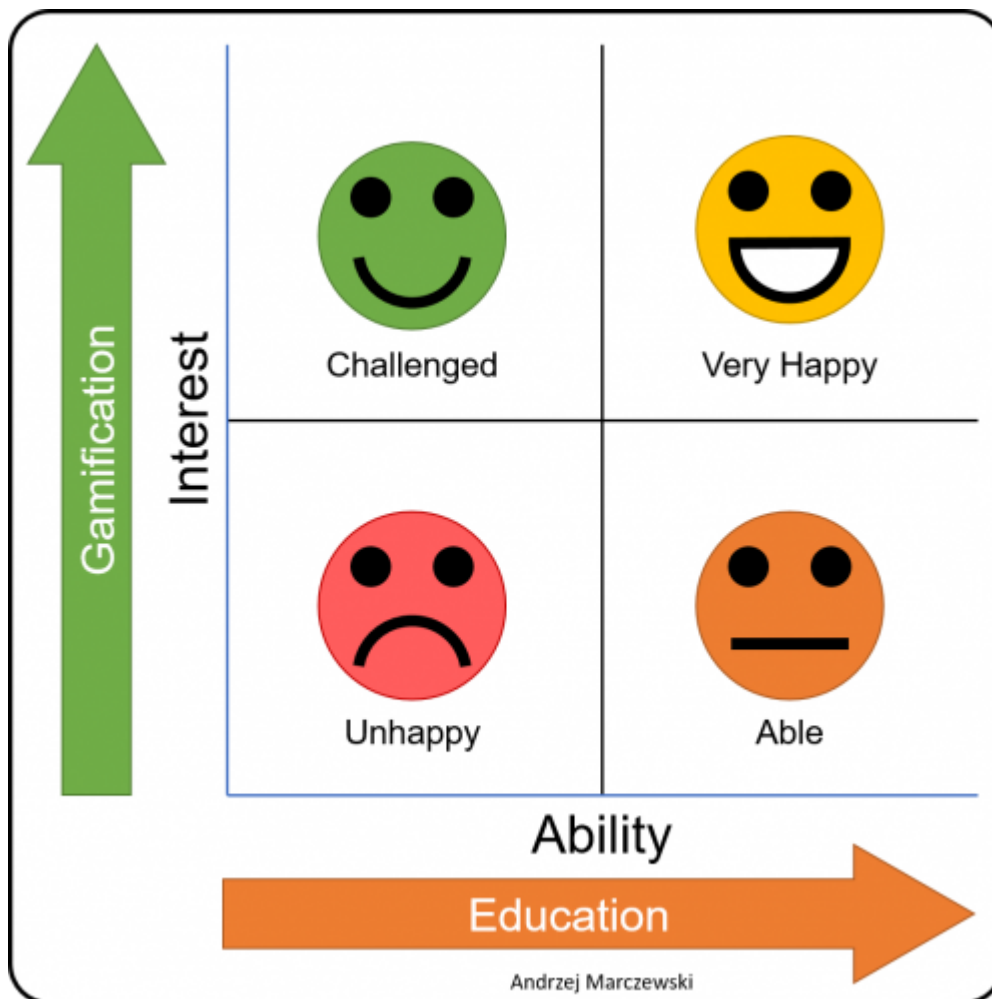 Gamification
Interest
Challenged
Very Happy
Unhappy
Able
Ability
Education
Andrzej Marczewski